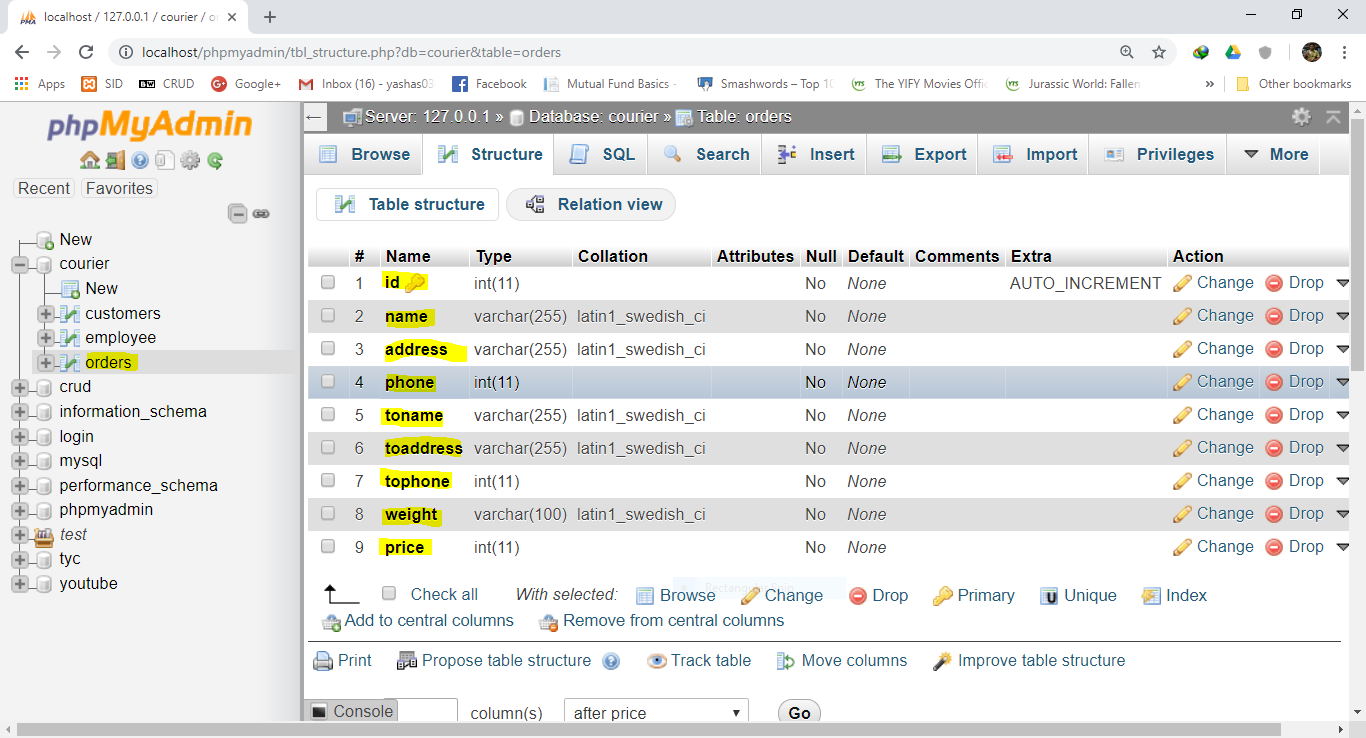 localhost / 127.0.0.1 / courier / or
localhost/phpmyadmin/tbl_structure.php?db=courier&table=orders
Apps SID CRUD Google+ Inbox (16) - yashas03 Facebook Mutual Fund Basics - Smashwords – Top 10 The YIFY Movies Offic Jurassic World: Fallen » Other bookmarks
phpMyAdmin
Recent Favorites
New
courier
New
customers
employee
orders
crud
information_schema
login
mysql
performance_schema
phpmyadmin
test
tyc
youtube
Server: 127.0.0.1 » Database: courier » Table: orders
Browse Structure SQL Search Insert Export Import Privileges More
Table structure Relation view
# Name Type Collation Attributes Null Default Comments Extra Action
1 id int(11) No None AUTO_INCREMENT Change Drop
2 name varchar(255) latin1_swedish_ci No None Change Drop
3 address varchar(255) latin1_swedish_ci No None Change Drop
4 phone int(11) No None Change Drop
5 toname varchar(255) latin1_swedish_ci No None Change Drop
6 toaddress varchar(255) latin1_swedish_ci No None Change Drop
7 tophone int(11) No None Change Drop
8 weight varchar(100) latin1_swedish_ci No None Change Drop
9 price int(11) No None Change Drop
Check all With selected: Browse Change Drop Primary Unique Index
Add to central columns Remove from central columns
Print Propose table structure Track table Move columns Improve table structure
Console column(s) after price Go